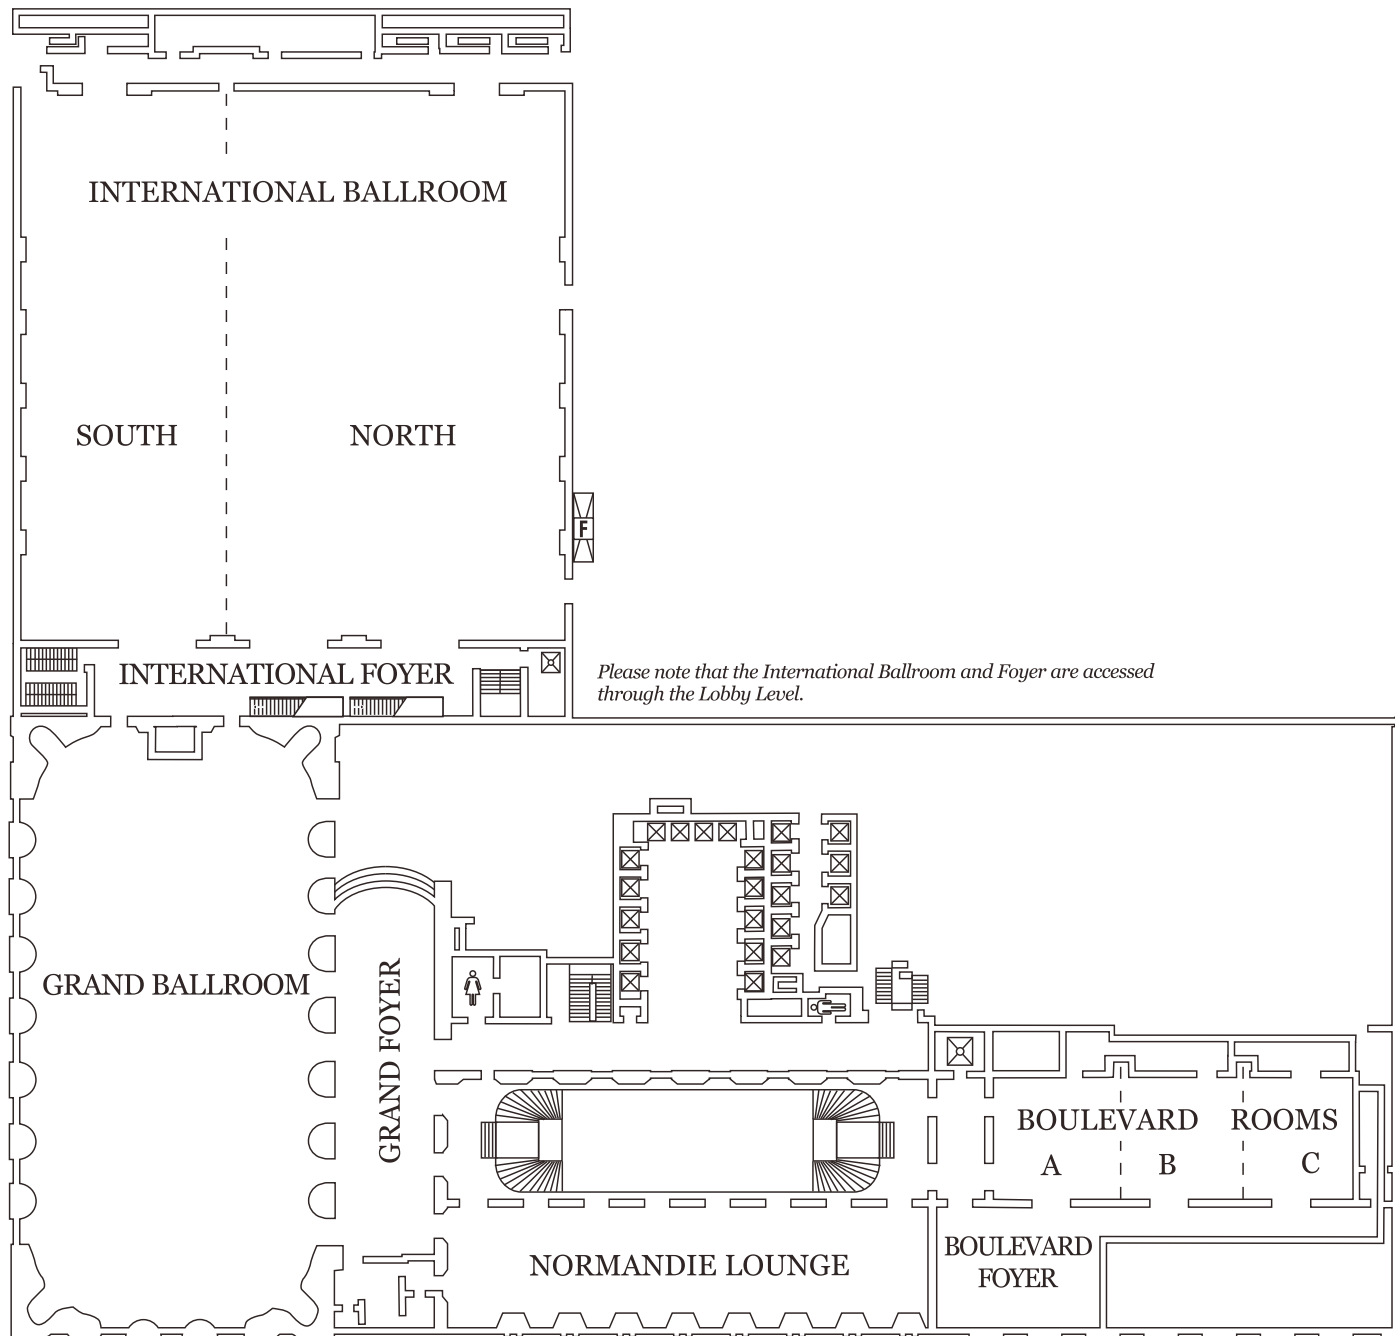 INTERNATIONAL BALLROOM
SOUTH
NORTH
F
INTERNATIONAL FOYER
Please note that the International Ballroom and Foyer are accessed
through the Lobby Level.
GRAND BALLROOM
GRAND FOYER
BOULEVARD ROOMS
A B C
NORMANDIE LOUNGE
BOULEVARD
FOYER